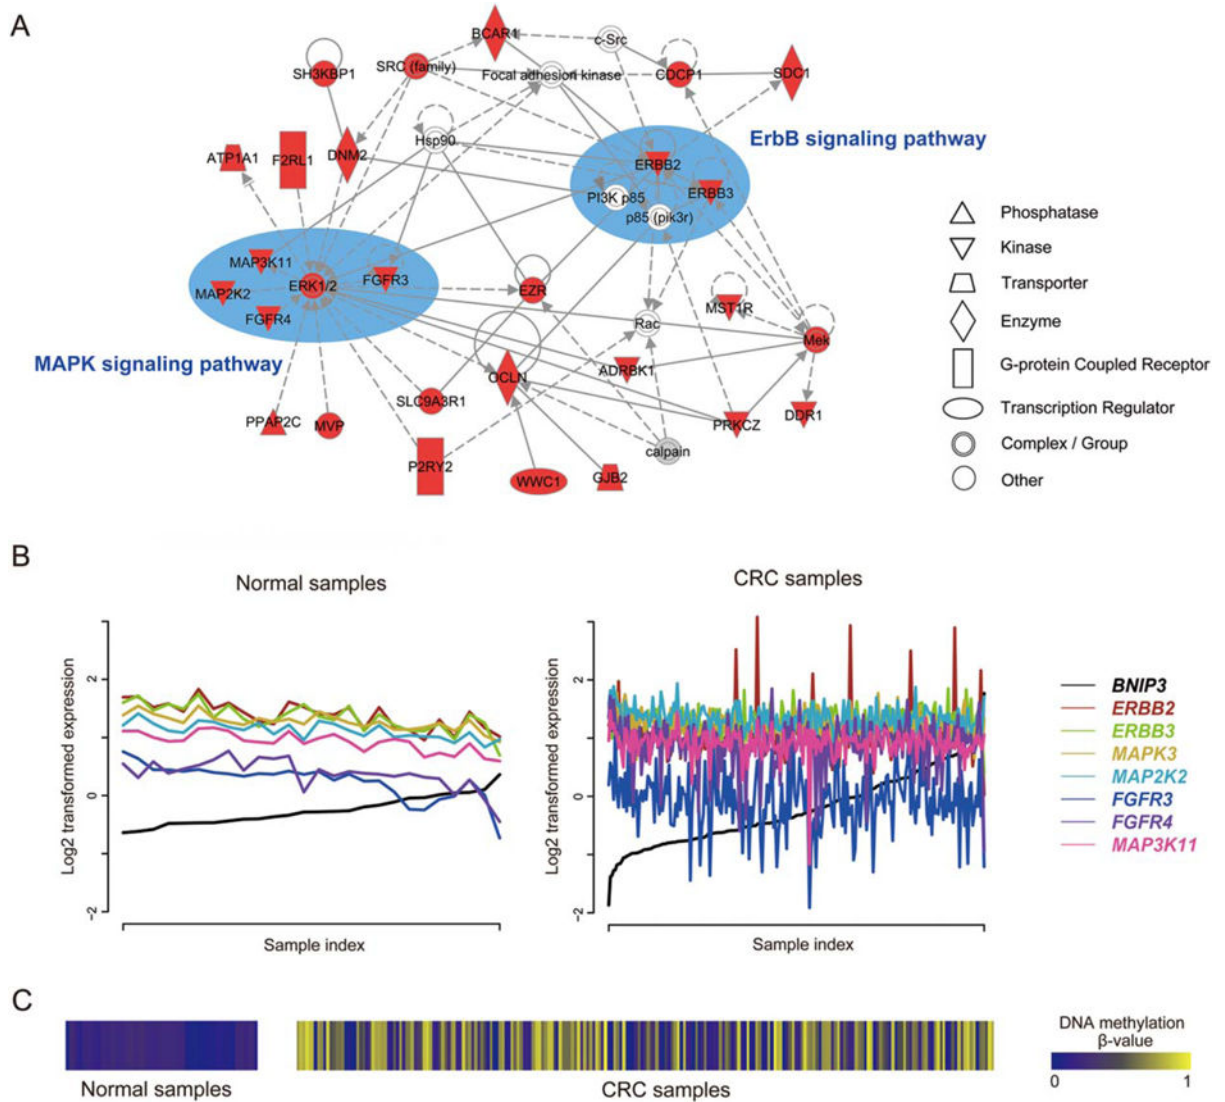 A
BCAR1
c-Src
SH3KBP1
SRC (family)
Focal adhesion kinase
CDCP1
SDC1
Hsp90
ErbB signaling pathway
ATP1A1
F2RL1
DNM2
ERBB2
PI3K p85
ERBB3
p85 (pik3r)
MAP3K11
MAP2K2
ERK1/2
FGFR3
FGFR4
EZR
Rac
MST1R
Mek
MAPK signaling pathway
OCLN
ADRBK1
SLC9A3R1
PPAP2C
MVP
PRKCZ
DDR1
P2RY2
calpain
WWC1
GJB2
Phosphatase
Kinase
Transporter
Enzyme
G-protein Coupled Receptor
Transcription Regulator
Complex / Group
Other
B
Normal samples
Log2 transformed expression
2
0
−2
Sample index
CRC samples
Log2 transformed expression
2
0
−2
Sample index
BNIP3
ERBB2
ERBB3
MAPK3
MAP2K2
FGFR3
FGFR4
MAP3K11
C
Normal samples
CRC samples
DNA methylation
β-value
0 1